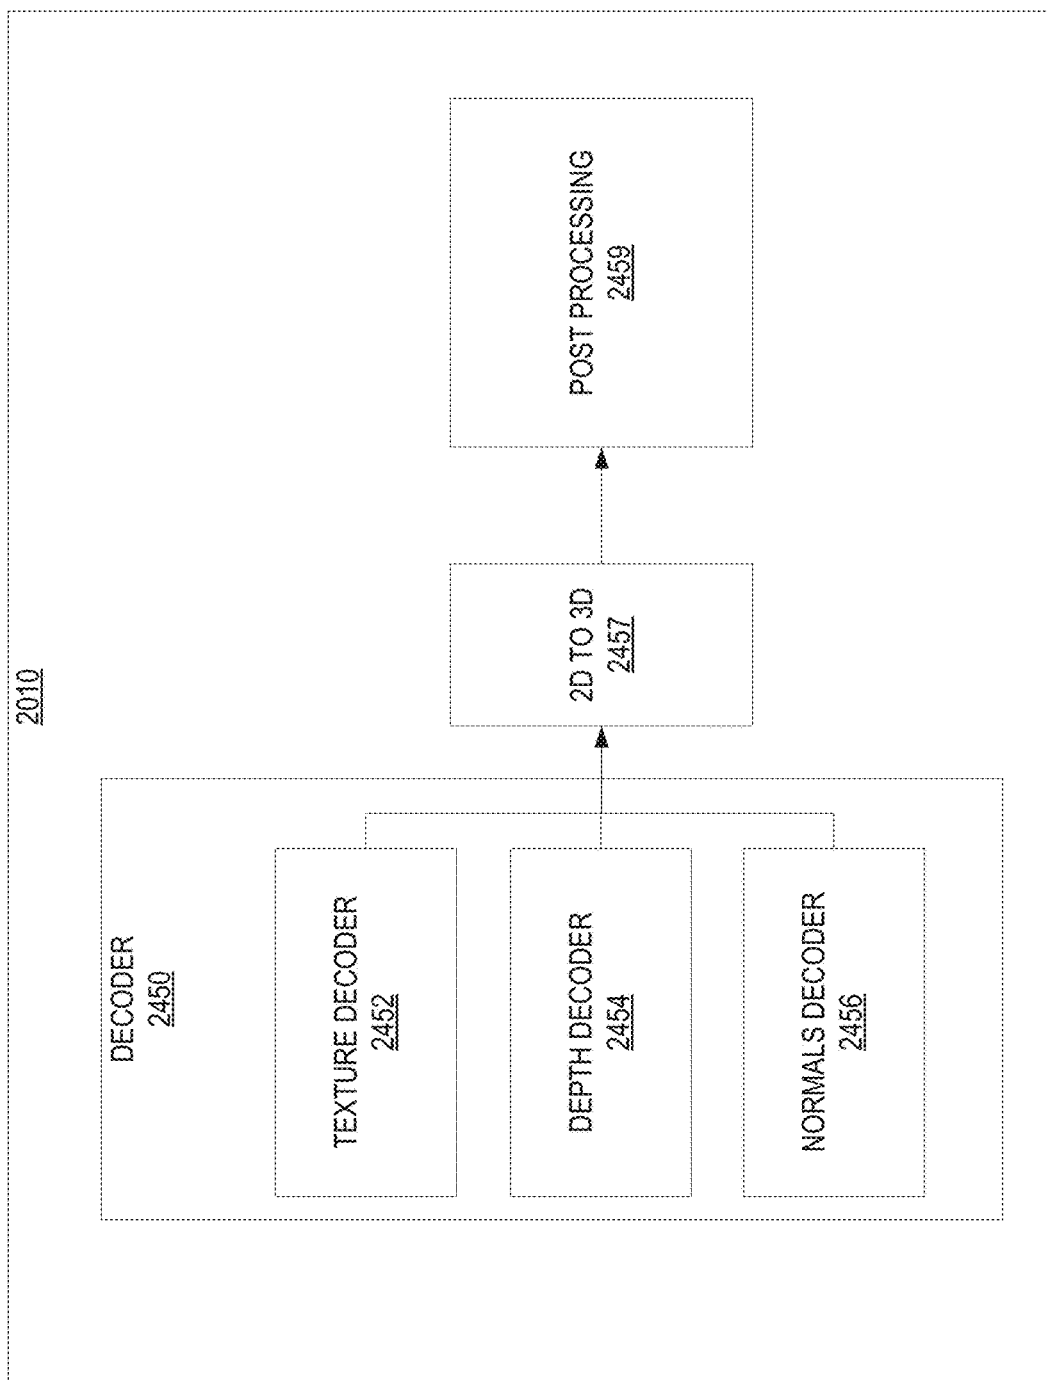 2010
DECODER
2450
TEXTURE DECODER
2452
DEPTH DECODER
2454
NORMALS DECODER
2456
2D TO 3D
2457
POST PROCESSING
2459